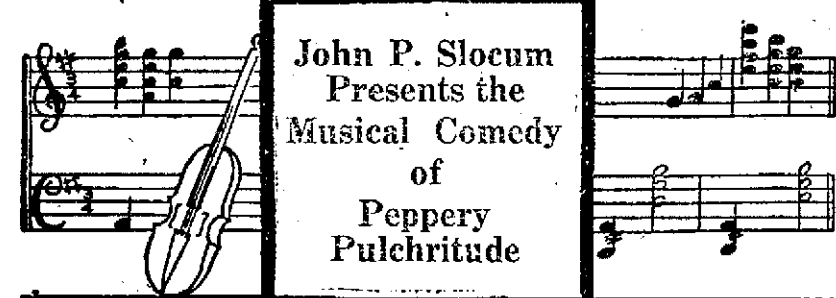 John P. Slocum
Presents the
Musical Comedy
of
Peppery
Pulchritude